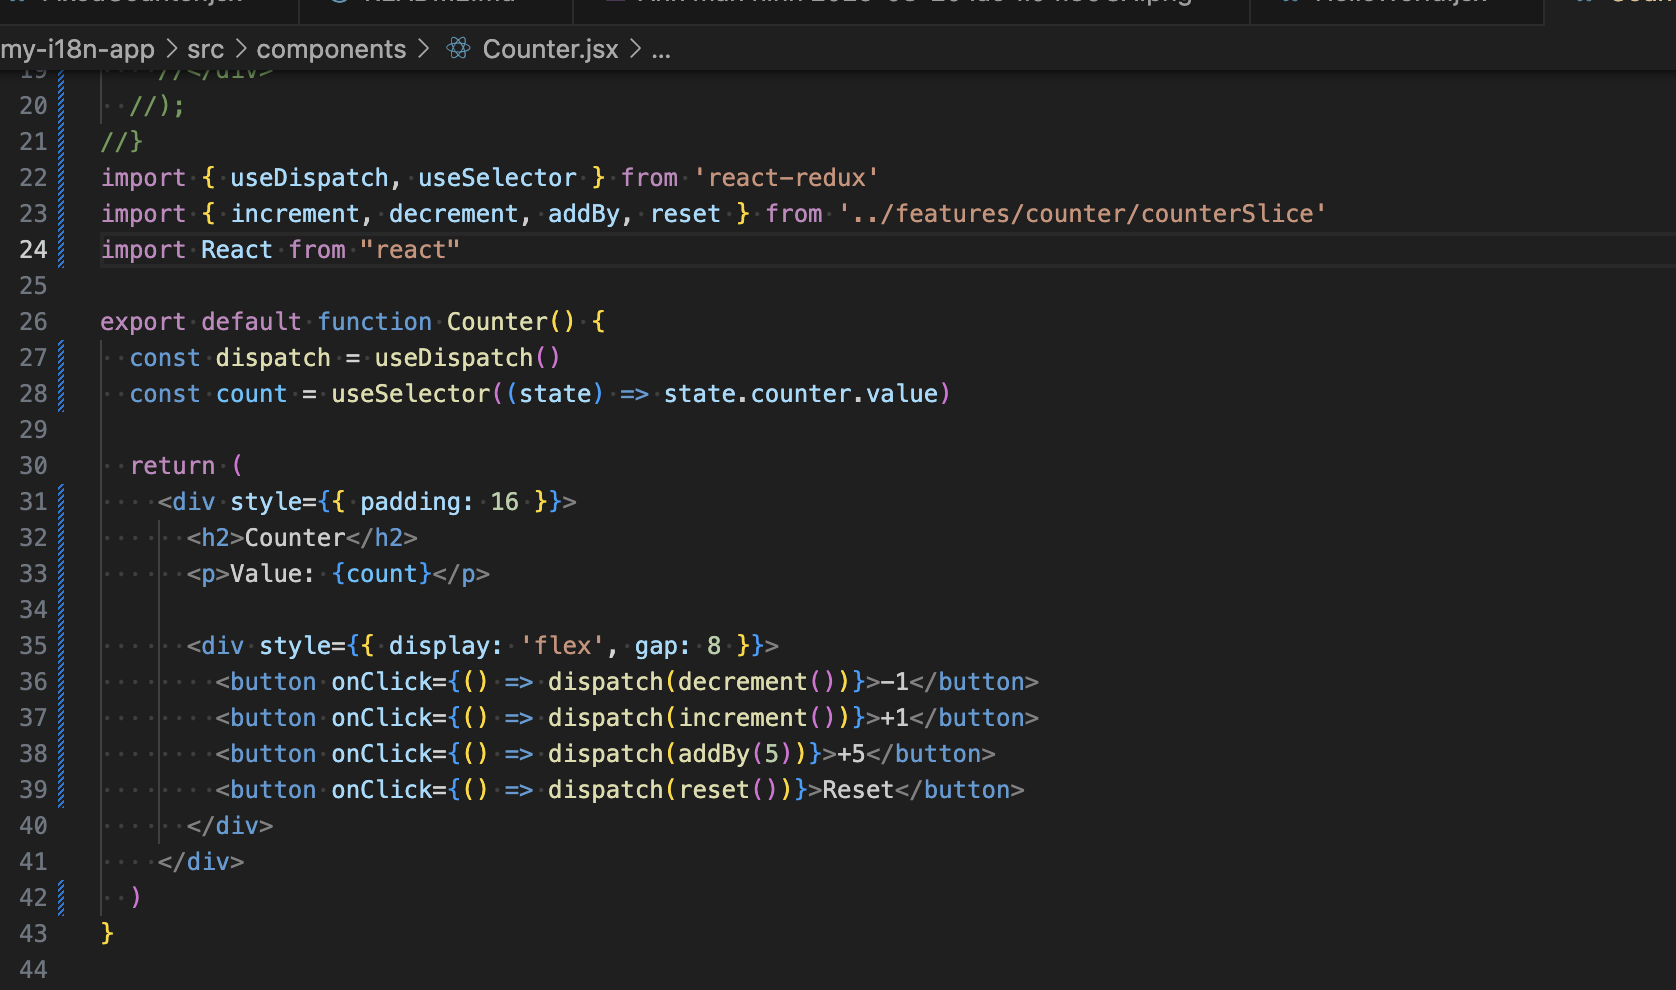 my-i18n-app > src > components > Counter.jsx > ...
19 //</div>
20 //);
21 //}
22 import { useDispatch, useSelector } from 'react-redux'
23 import { increment, decrement, addBy, reset } from '../features/counter/counterSlice'
24 import React from "react"
25
26 export default function Counter() {
27   const dispatch = useDispatch()
28   const count = useSelector((state) => state.counter.value)
29
30   return (
31     <div style={{ padding: 16 }}>
32       <h2>Counter</h2>
33       <p>Value: {count}</p>
34
35       <div style={{ display: 'flex', gap: 8 }}>
36         <button onClick={() => dispatch(decrement())}>-1</button>
37         <button onClick={() => dispatch(increment())}>+1</button>
38         <button onClick={() => dispatch(addBy(5))}>+5</button>
39         <button onClick={() => dispatch(reset())}>Reset</button>
40       </div>
41     </div>
42   )
43 }
44